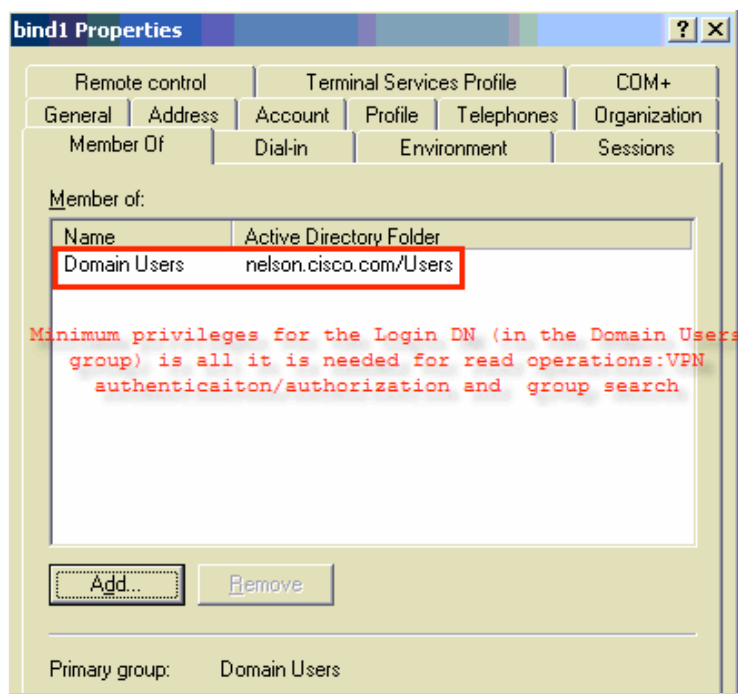 bind1 Properties
Remote control Terminal Services Profile COM+
General Address Account Profile Telephones Organization
Member Of Dial-in Environment Sessions
Member of:
Name Active Directory Folder
Domain Users nelson.cisco.com/Users
Minimum privileges for the Login DN (in the Domain Users
group) is all it is needed for read operations:VPN
authenticaiton/authorization and group search
Add... Remove
Primary group: Domain Users